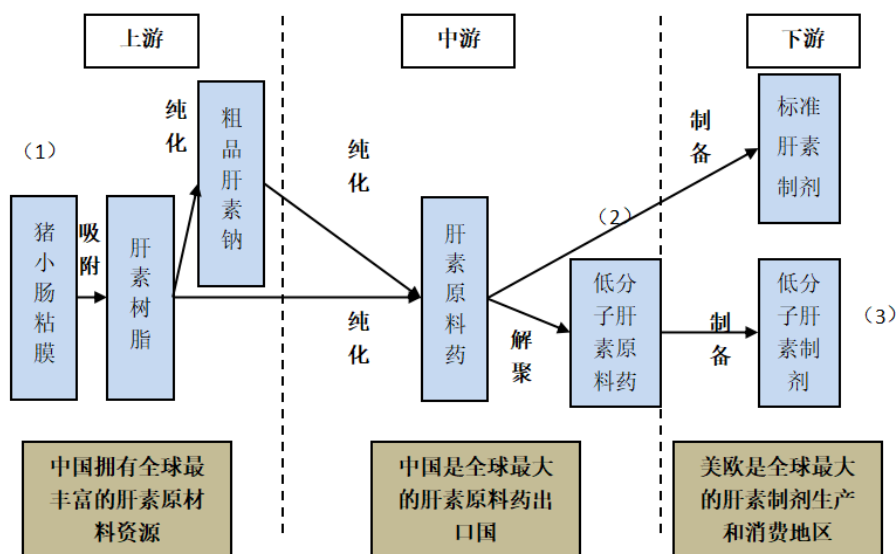 上游
中游
下游
（1）
猪小肠粘膜
吸附
肝素树脂
纯化
粗品肝素钠
纯化
纯化
肝素原料药
（2）
制备
标准
肝素
制剂
解聚
低分
子肝
素原
料药
制备
低分
子肝
素制
剂
（3）
中国拥有全球最
丰富的肝素原材
料资源
中国是全球最大
的肝素原料药出
口国
美欧是全球最大
的肝素制剂生产
和消费地区